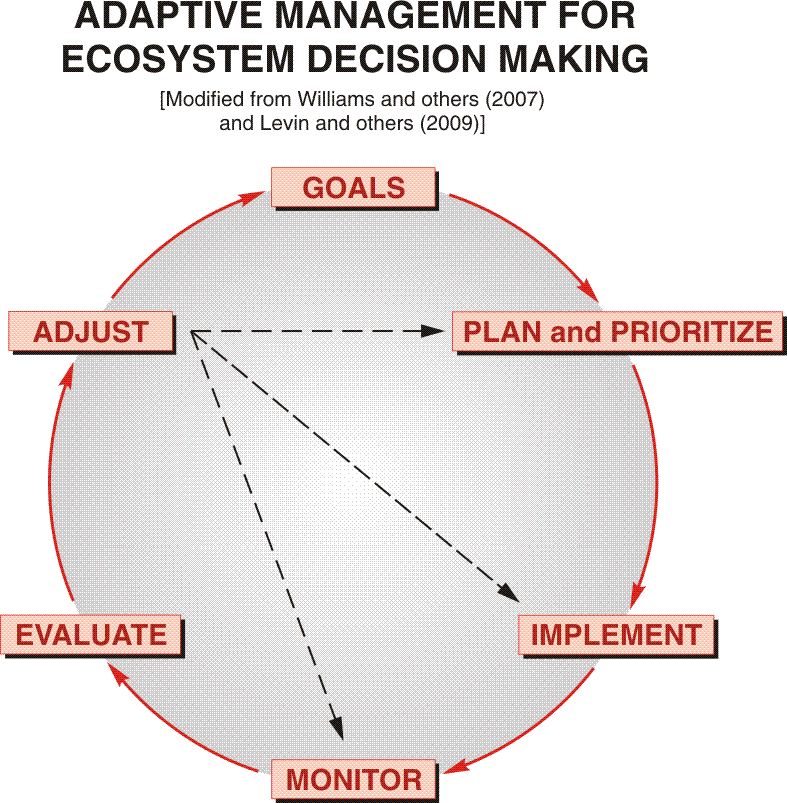 ADAPTIVE MANAGEMENT FOR
ECOSYSTEM DECISION MAKING
[Modified from Williams and others (2007)
and Levin and others (2009)]
GOALS
ADJUST
PLAN and PRIORITIZE
EVALUATE
IMPLEMENT
MONITOR